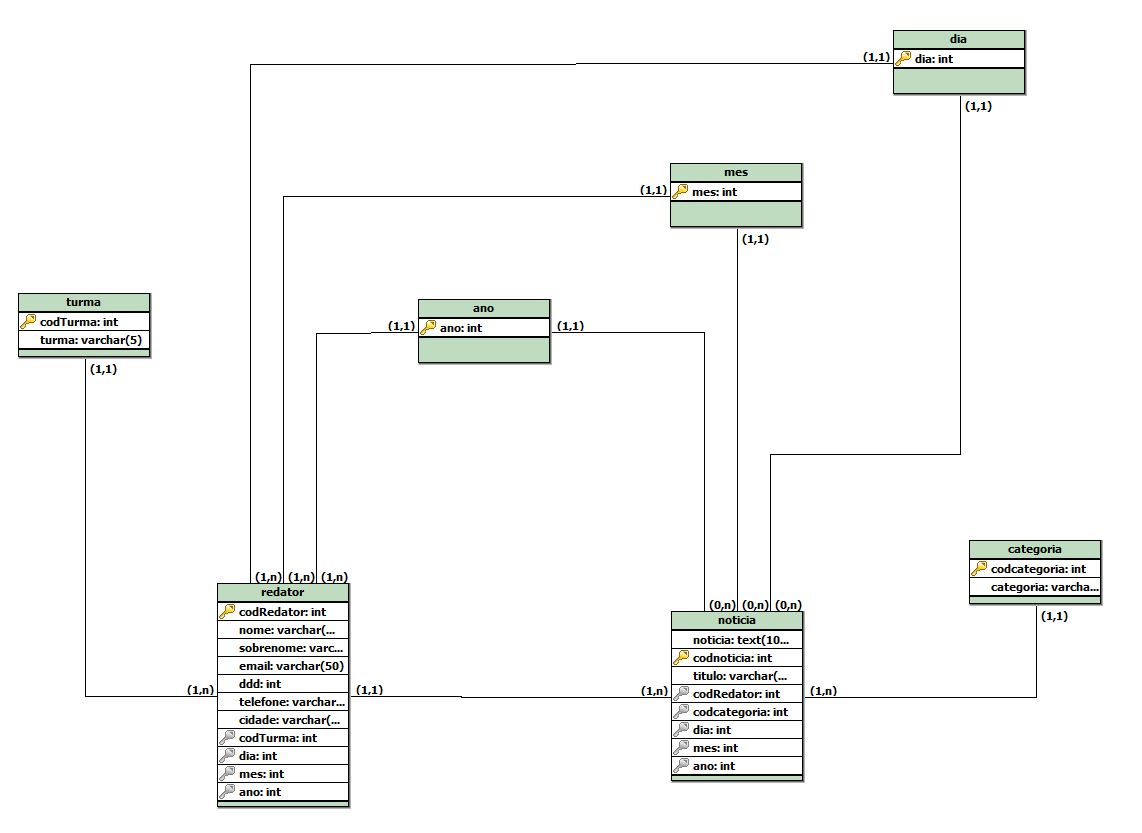 dia
(1,1)
dia: int
(1,1)
mes
(1,1)
mes: int
(1,1)
turma
codTurma: int
turma: varchar(5)
(1,1)
ano
(1,1)
ano: int
(1,1)
categoria
codcategoria: int
categoria: varcha...
(1,1)
(1,n) (1,n) (1,n)
redator
codRedator: int
nome: varchar(...
sobrenome: varc...
email: varchar(50)
ddd: int
telefone: varchar...
cidade: varchar(...
codTurma: int
dia: int
mes: int
ano: int
(1,n)
(1,1)
(0,n) (0,n) (0,n)
noticia
noticia: text(10...
codnoticia: int
titulo: varchar(...
codRedator: int
codcategoria: int
dia: int
mes: int
ano: int
(1,n)
(1,n)